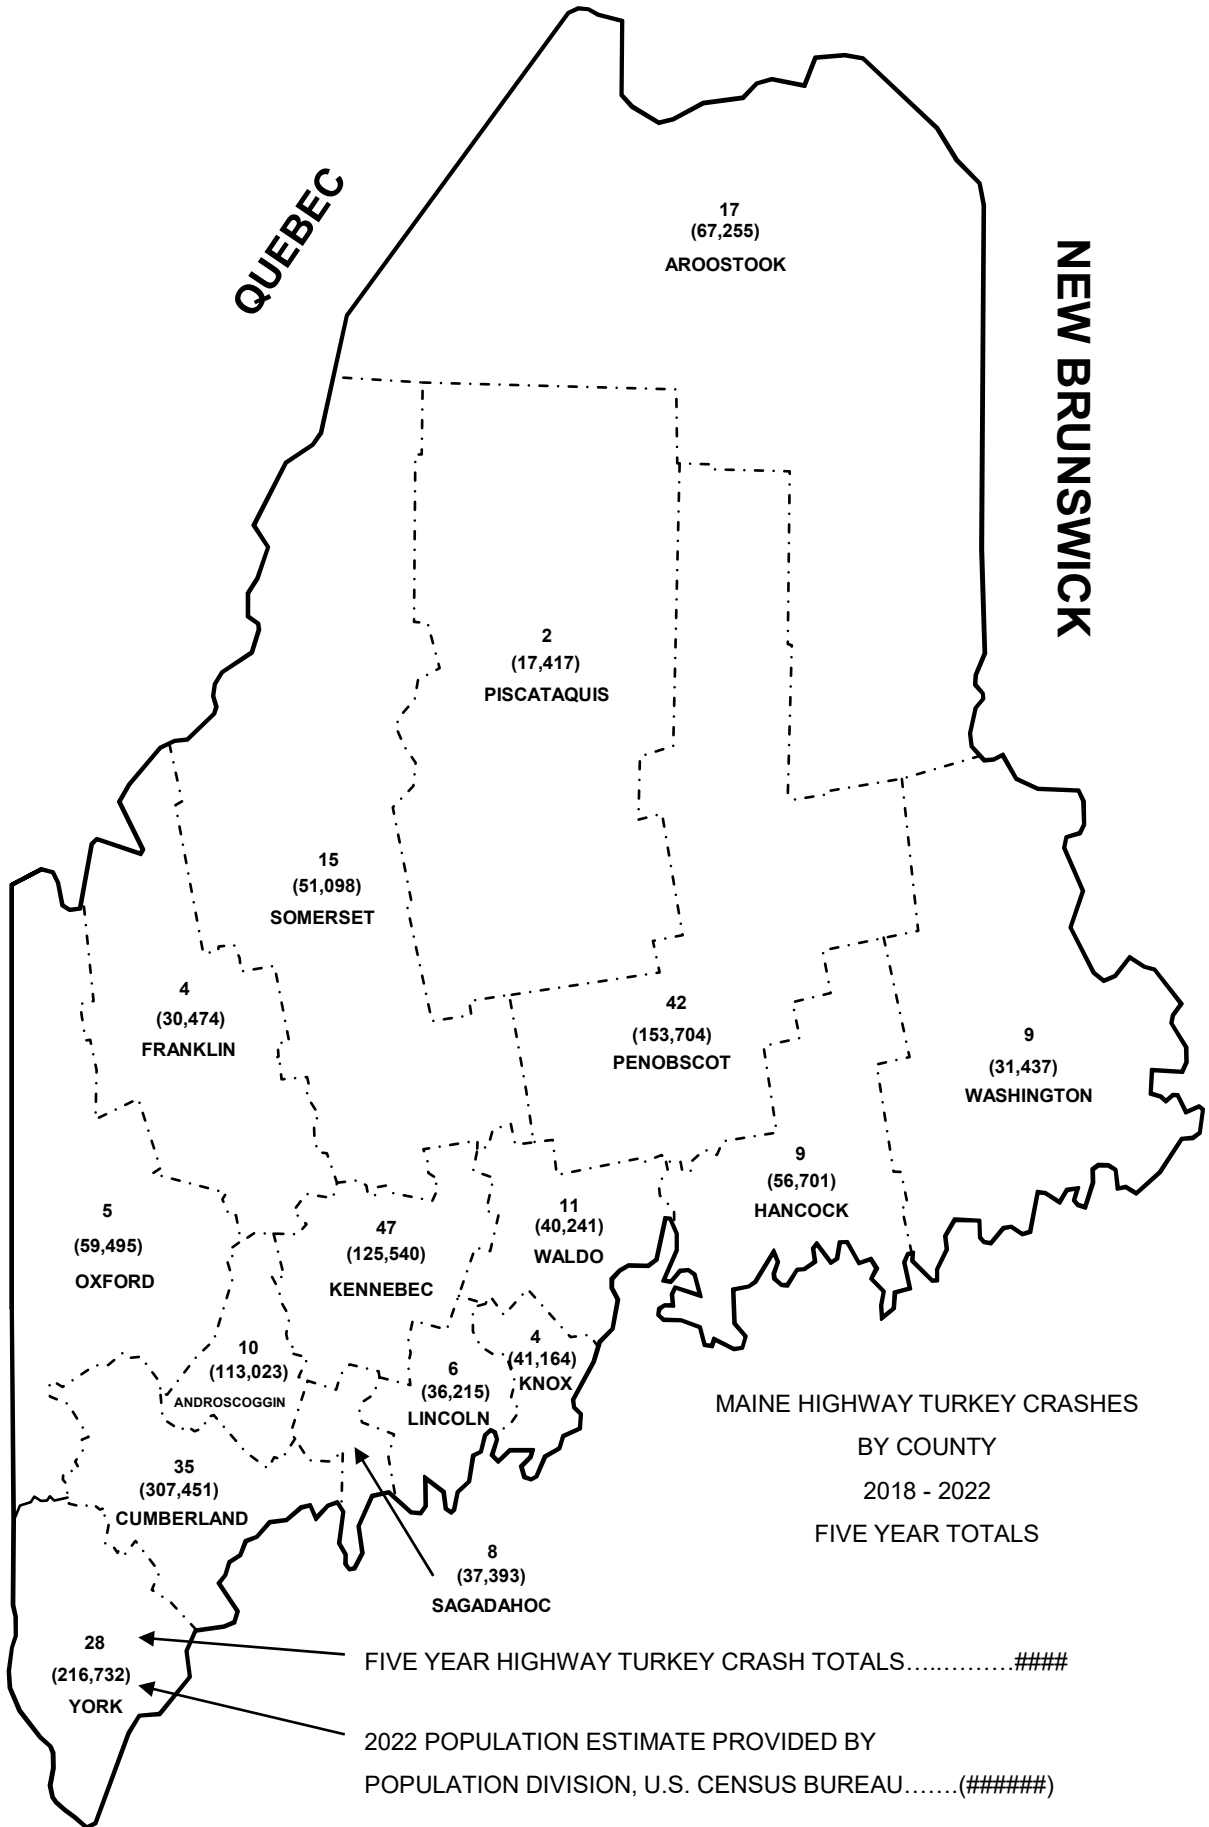 QUEBEC
17
(67,255)
AROOSTOOK
NEW BRUNSWICK
2
(17,417)
PISCATAQUIS
15
(51,098)
SOMERSET
4
(30,474)
FRANKLIN
42
(153,704)
PENOBSCOT
9
(31,437)
WASHINGTON
9
(56,701)
HANCOCK
5
(59,495)
OXFORD
47
(125,540)
KENNEBEC
11
(40,241)
WALDO
10
(113,023)
ANDROSCOGGIN
6
(36,215)
LINCOLN
4
(41,164)
KNOX
35
(307,451)
CUMBERLAND
8
(37,393)
SAGADAHOC
28
(216,732)
YORK
MAINE HIGHWAY TURKEY CRASHES
BY COUNTY
2018 - 2022
FIVE YEAR TOTALS
FIVE YEAR HIGHWAY TURKEY CRASH TOTALS…..………####
2022 POPULATION ESTIMATE PROVIDED BY
POPULATION DIVISION, U.S. CENSUS BUREAU…….(######)